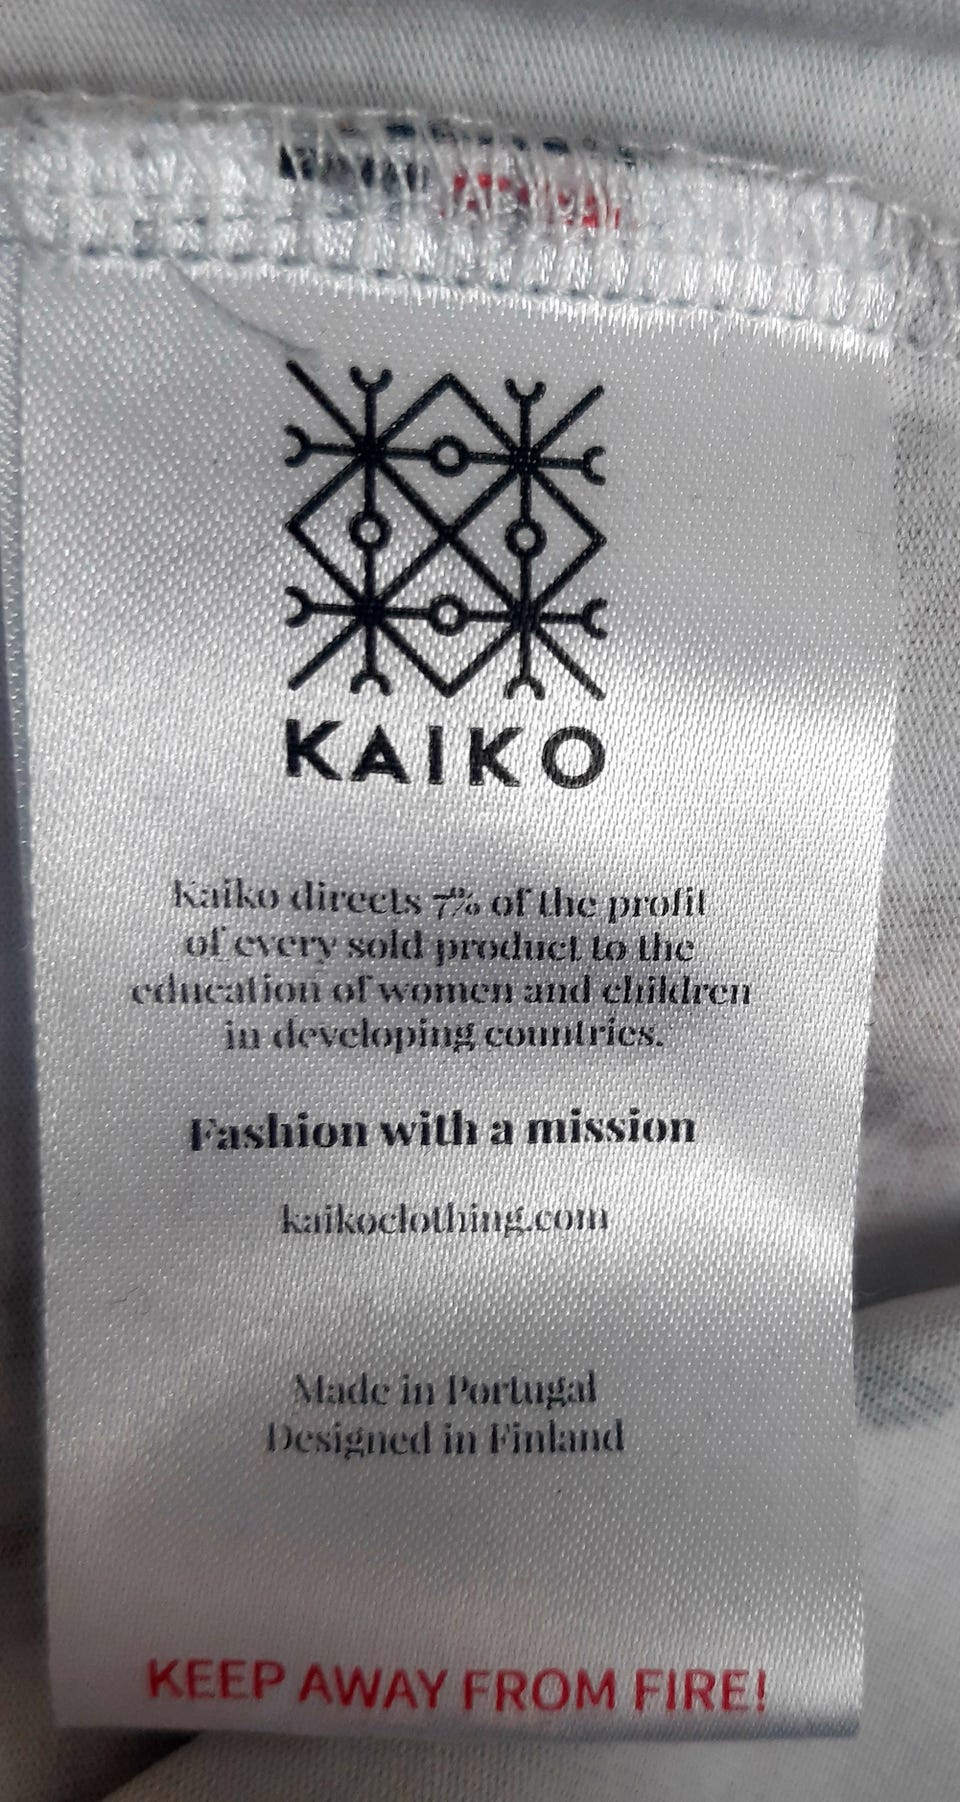 KAIKO
Kaiko directs 7% of the profit
of every sold product to the
education of women and children
in developing countries.
Fashion with a mission
kaikoclothing.com
Made in Portugal
Designed in Finland
KEEP AWAY FROM FIRE!